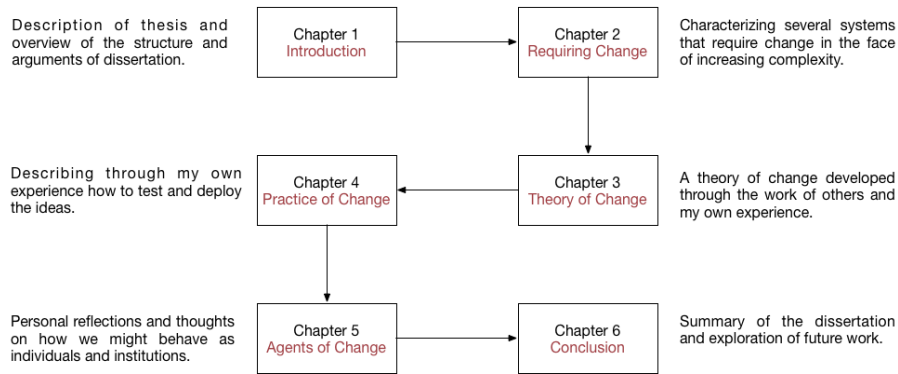 Description of thesis and
overview of the structure and
arguments of dissertation.
Chapter 1
Introduction
Chapter 2
Requiring Change
Characterizing several systems
that require change in the face
of increasing complexity.
Describing through my own
experience how to test and deploy
the ideas.
Chapter 4
Practice of Change
Chapter 3
Theory of Change
A theory of change developed
through the work of others and
my own experience.
Personal reflections and thoughts
on how we might behave as
individuals and institutions.
Chapter 5
Agents of Change
Chapter 6
Conclusion
Summary of the dissertation
and exploration of future work.